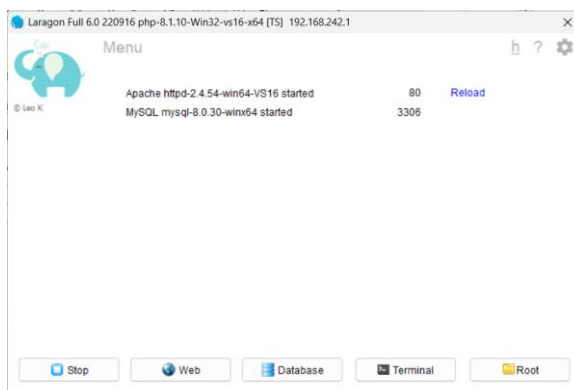 Laragon Full 6.0 220916 php-8.1.10-Win32-vs16-x64 [TS] 192.168.242.1
Menu h ?
Apache httpd-2.4.54-win64-VS16 started 80 Reload
© Leo K
MySQL mysql-8.0.30-winx64 started 3306
Stop Web Database Terminal Root